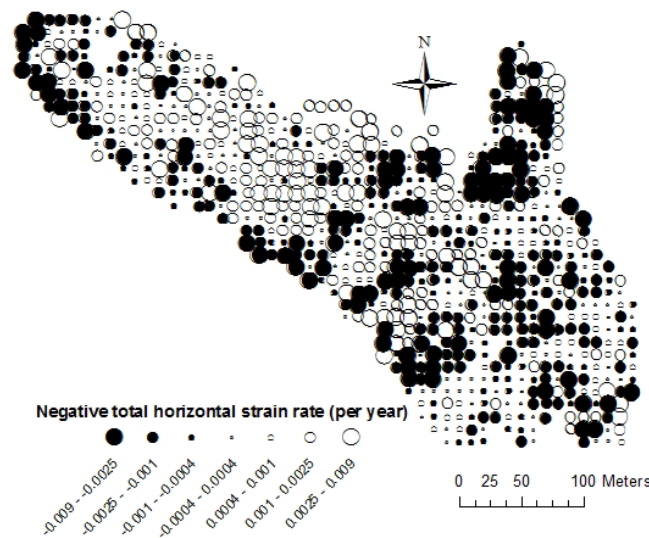 N
Negative total horizontal strain rate (per year)
-0.009 - -0.0025
-0.0025 - -0.001
-0.001 - -0.0004
-0.0004 - 0.0004
0.0004 - 0.001
0.001 - 0.0025
0.0025 - 0.009
0 25 50 100 Meters